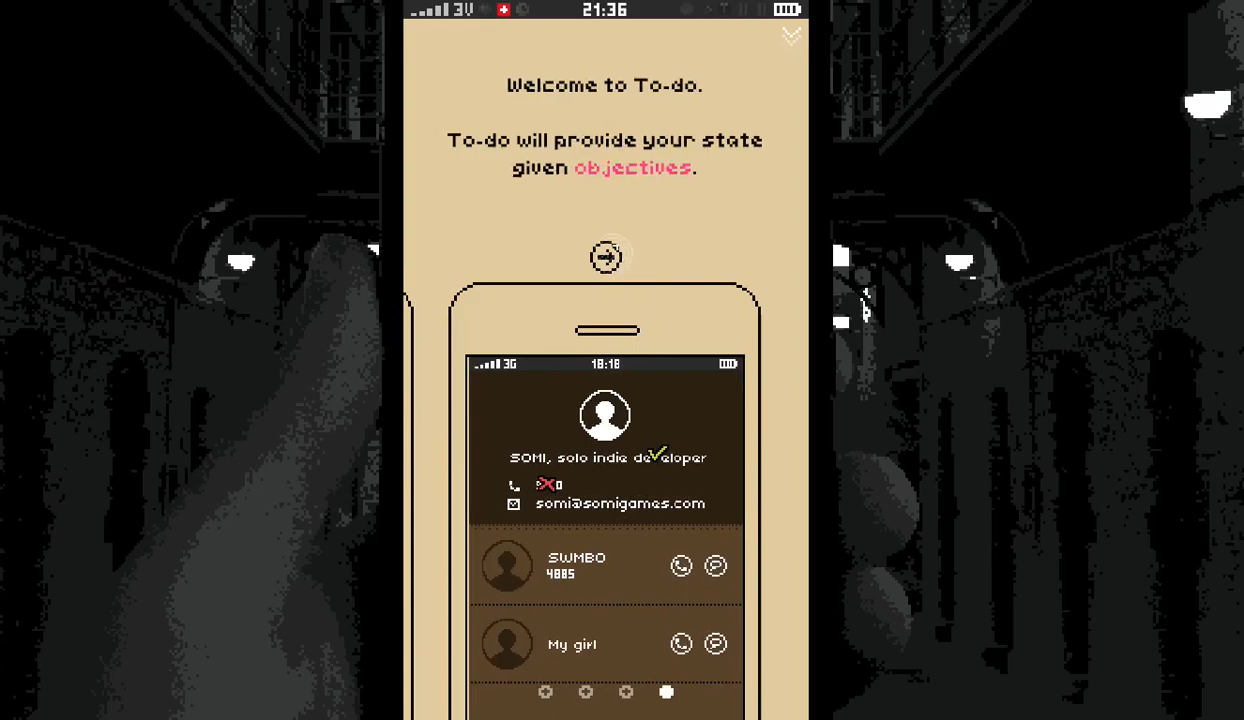 3V 21:36
Welcome to To-do.
To-do will provide your state
given objectives.
3G 18:18
SOMI, solo indie developer
somi@somigames.com
SWMBO
4885
My girl